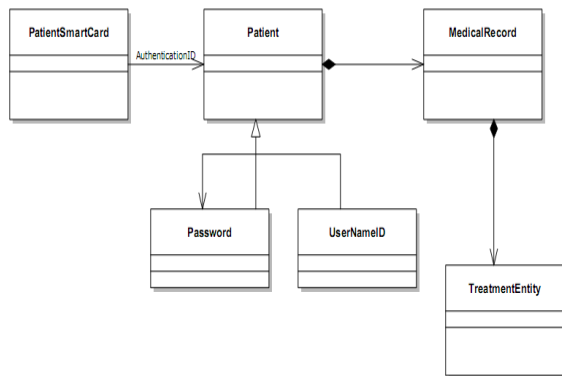 PatientSmartCard
AuthenticationID
Patient
MedicalRecord
Password
UserNameID
TreatmentEntity